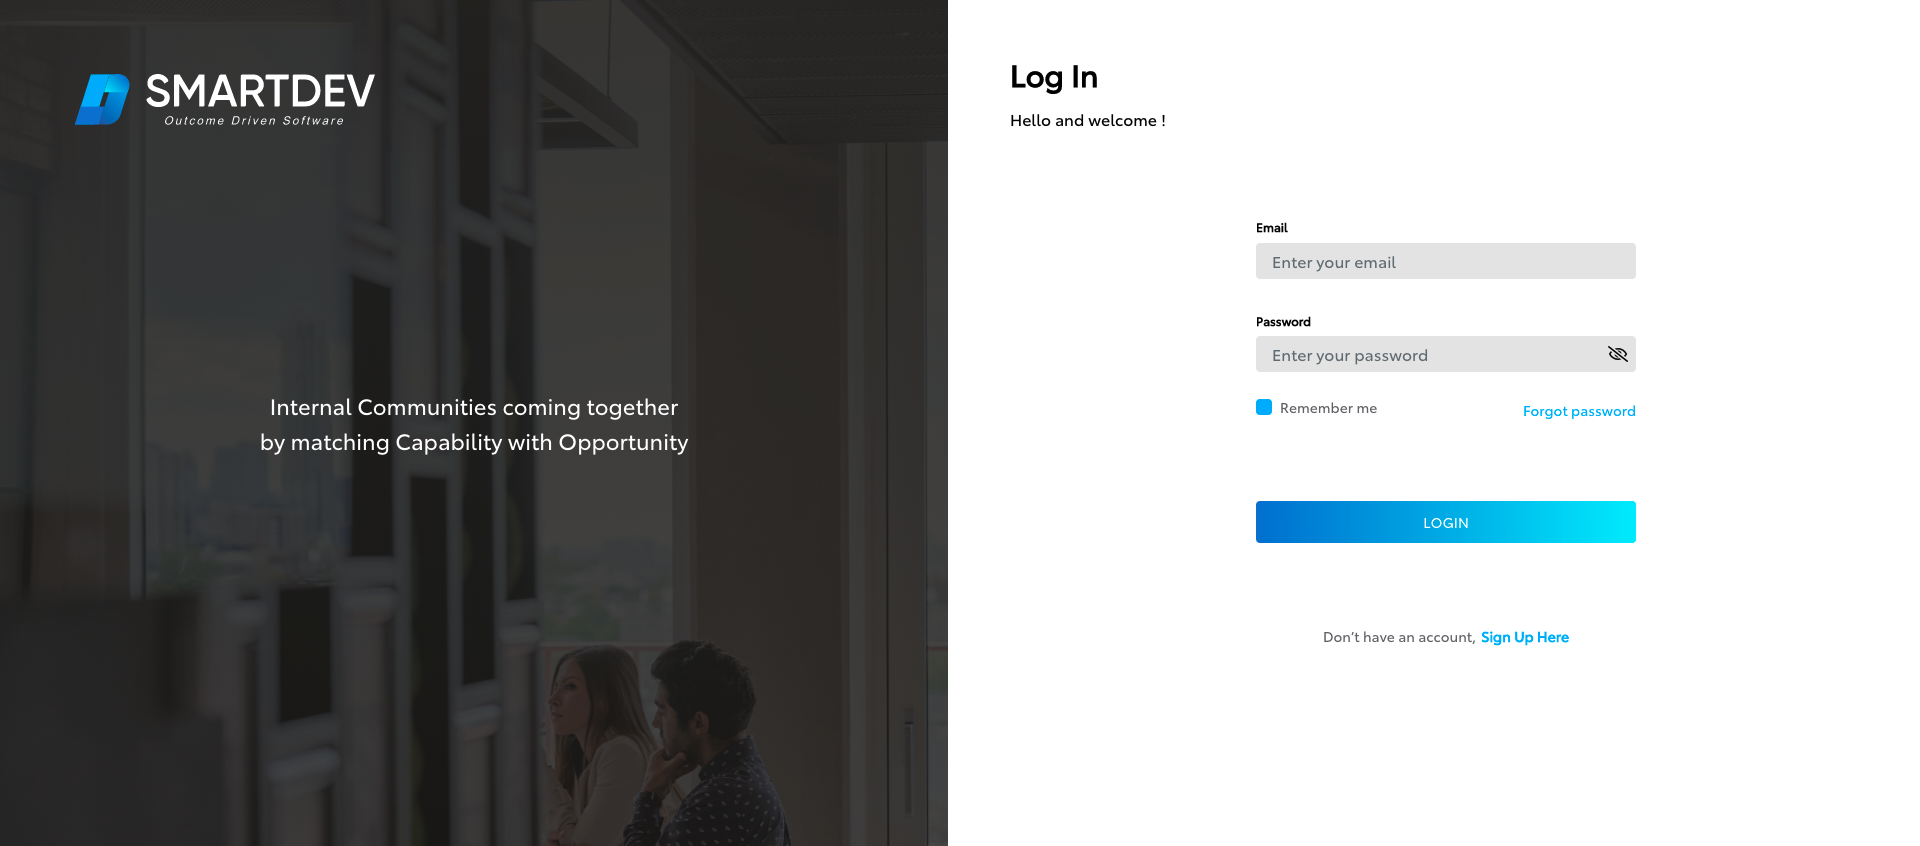 SMARTDEV
Outcome Driven Software
Internal Communities coming together
by matching Capability with Opportunity
Log In
Hello and welcome !
Email
Enter your email
Password
Enter your password
Remember me
Forgot password
LOGIN
Don't have an account, Sign Up Here